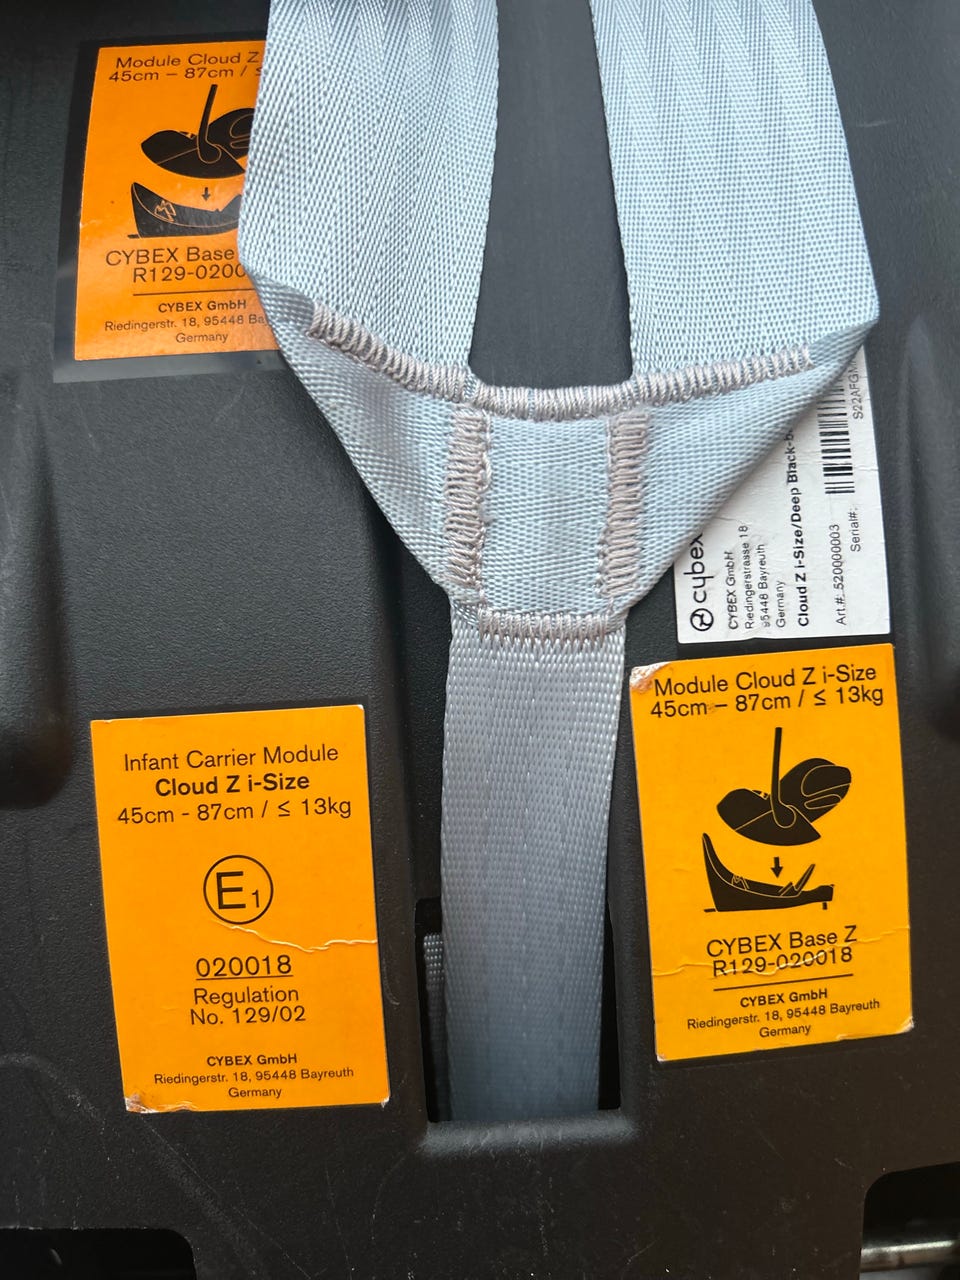 Module Cloud Z
45cm – 87cm / ≤
CYBEX Base
R129-0200
CYBEX GmbH
Riedingerstr. 18, 95448
Germany
cybex
CYBEX GmbH
Riedingerstrasse 18
95448 Bayreuth
Germany
Cloud Z i-Size/Deep Black-b
Art.#: 520000003
Serial#:
S22AFGM
Infant Carrier Module
Cloud Z i-Size
45cm - 87cm / ≤ 13kg
E1
020018
Regulation
No. 129/02
CYBEX GmbH
Riedingerstr. 18, 95448 Bayreuth
Germany
Module Cloud Z i-Size
45cm – 87cm / ≤ 13kg
CYBEX Base Z
R129-020018
CYBEX GmbH
Riedingerstr. 18, 95448 Bayreuth
Germany